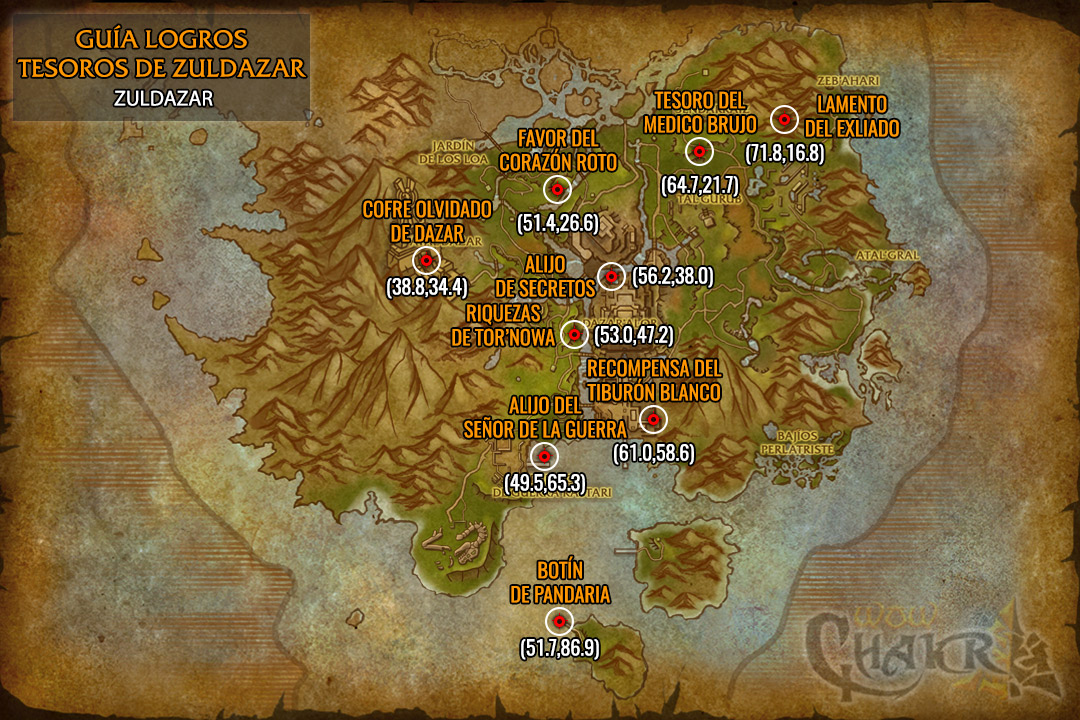 GUÍA LOGROS
TESOROS DE ZULDAZAR
ZULDAZAR
ZEB'AHARI
TESORO DEL
MEDICO BRUJO
(64.7,21.7)
LAMENTO
DEL EXLIADO
(71.8,16.8)
JARDÍN
DE LOS LOA
FAVOR DEL
CORAZÓN ROTO
(51.4,26.6)
TAL'GURUB
COFRE OLVIDADO
DE DAZAR
(38.8,34.4)
ATAL'GRAL
ALIJO
DE SECRETOS
(56.2,38.0)
RIQUEZAS
DE TOR'NOWA
(53.0,47.2)
RECOMPENSA DEL
TIBURÓN BLANCO
(61.0,58.6)
ALIJO DEL
SEÑOR DE LA GUERRA
(49.5,65.3)
BAJÍOS
PERLATRISTE
BOTÍN
DE PANDARIA
(51.7,86.9)
WOW
CHAKRA